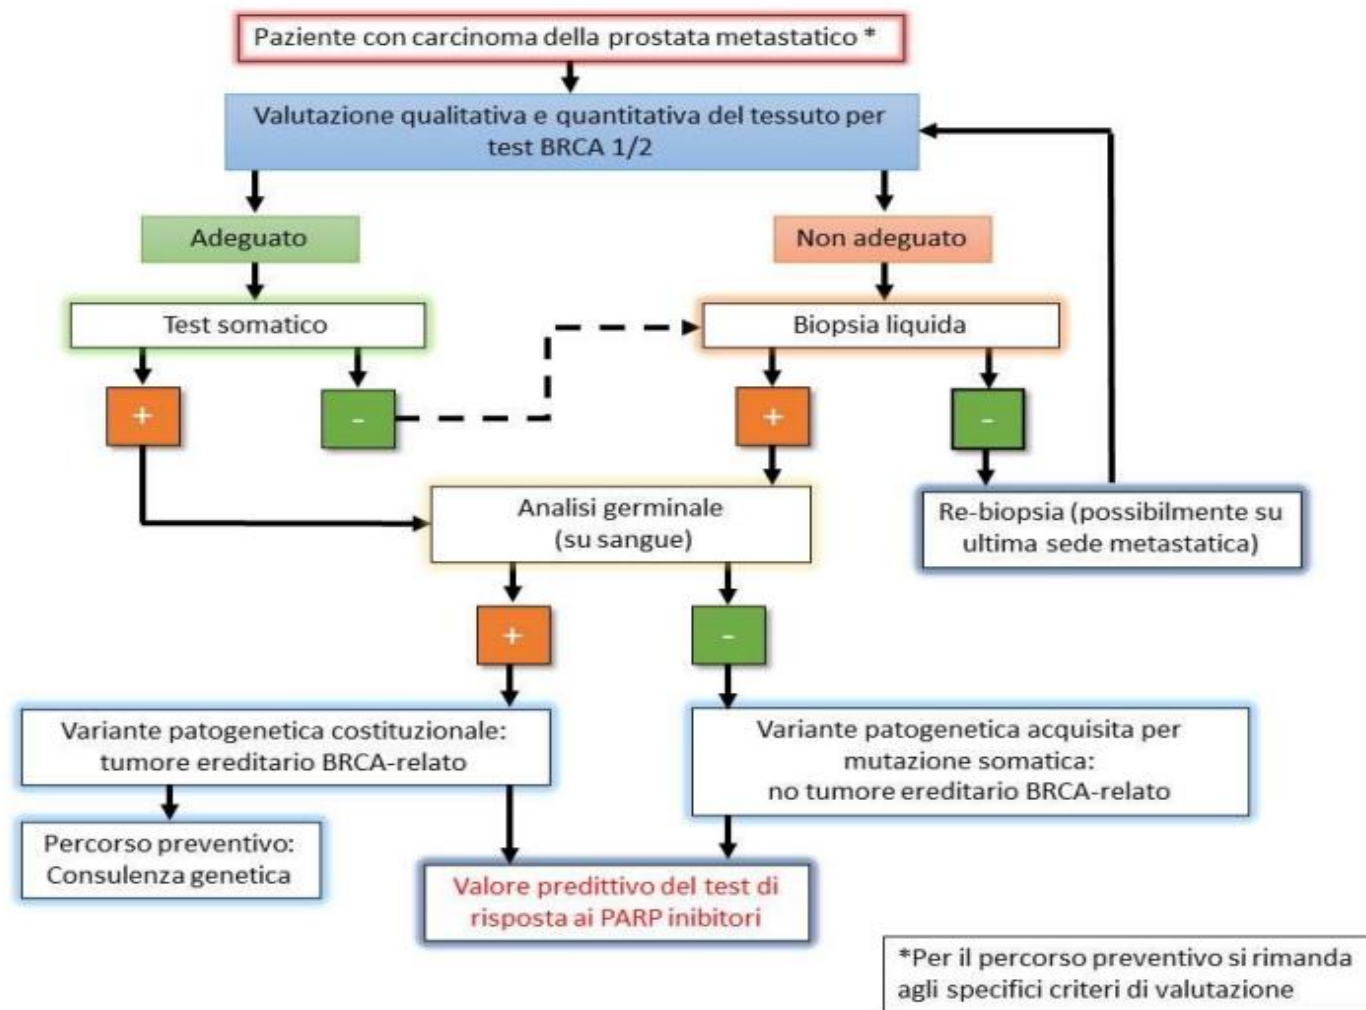 Paziente con carcinoma della prostata metastatico *
Valutazione qualitativa e quantitativa del tessuto per
test BRCA 1/2
Adeguato
Non adeguato
Test somatico
Biopsia liquida
+
-
+
-
Analisi germinale
(su sangue)
Re-biopsia (possibilmente su
ultima sede metastatica)
+
-
Variante patogenetica costituzionale:
tumore ereditario BRCA-relato
Variante patogenetica acquisita per
mutazione somatica:
no tumore ereditario BRCA-relato
Percorso preventivo:
Consulenza genetica
Valore predittivo del test di
risposta ai PARP inibitori
*Per il percorso preventivo si rimanda
agli specifici criteri di valutazione